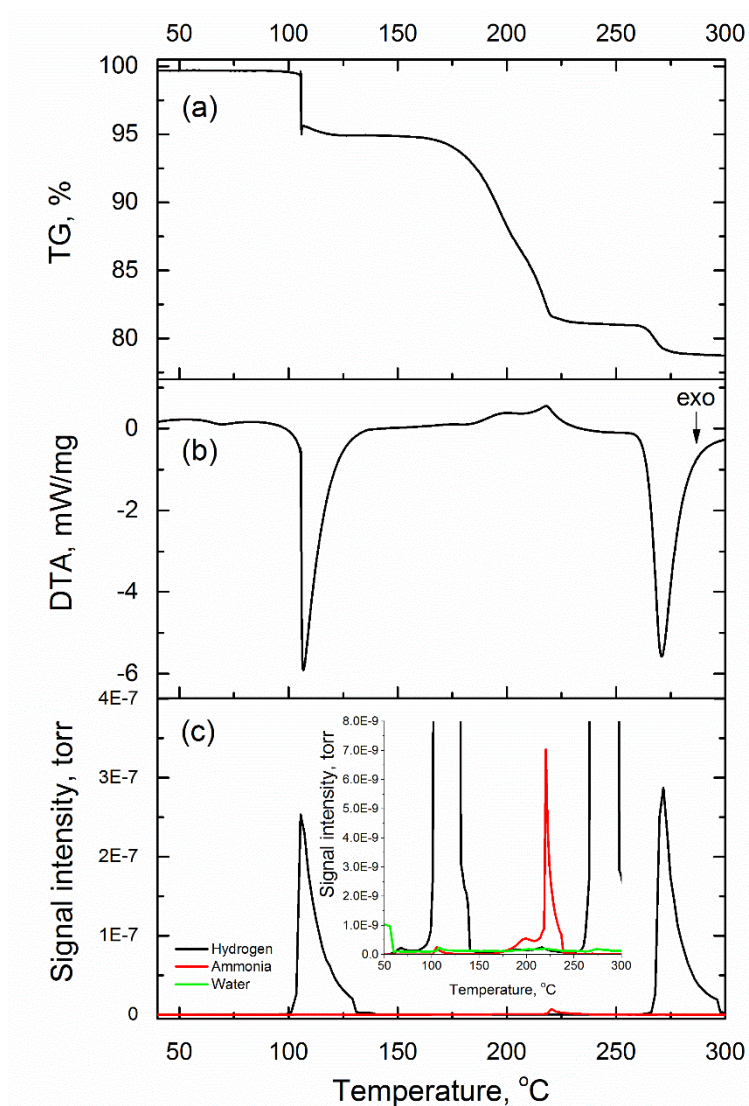 50 100 150 200 250 300
100
(a)
95
TG, %
90
85
80
exo
0
(b)
-2
DTA, mW/mg
-4
-6
4E-7
(c)
8.0E-9
7.0E-9
3E-7
6.0E-9
5.0E-9
2E-7
4.0E-9
3.0E-9
Signal intensity, torr
Signal intensity, torr
2.0E-9
1E-7
1.0E-9
Hydrogen
Ammonia
Water
0.0
50 100 150 200 250 300
Temperature, °C
0
50 100 150 200 250 300
Temperature, °C